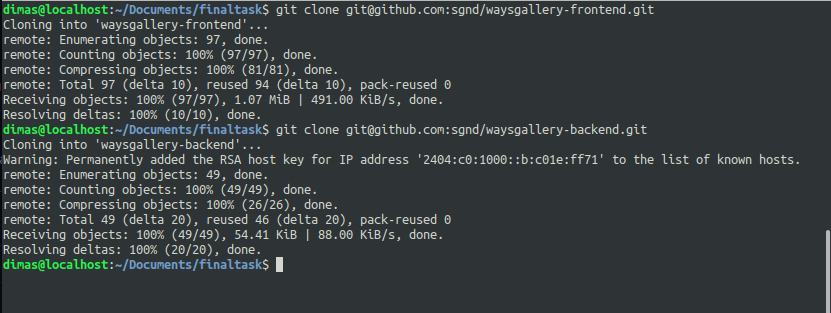 dimas@localhost:~/Documents/finaltask$ git clone git@github.com:sgnd/waysgallery-frontend.git
Cloning into 'waysgallery-frontend'...
remote: Enumerating objects: 97, done.
remote: Counting objects: 100% (97/97), done.
remote: Compressing objects: 100% (81/81), done.
remote: Total 97 (delta 10), reused 94 (delta 10), pack-reused 0
Receiving objects: 100% (97/97), 1.07 MiB | 491.00 KiB/s, done.
Resolving deltas: 100% (10/10), done.
dimas@localhost:~/Documents/finaltask$ git clone git@github.com:sgnd/waysgallery-backend.git
Cloning into 'waysgallery-backend'...
Warning: Permanently added the RSA host key for IP address '2404:c0:1000::b:c01e:ff71' to the list of known hosts.
remote: Enumerating objects: 49, done.
remote: Counting objects: 100% (49/49), done.
remote: Compressing objects: 100% (26/26), done.
remote: Total 49 (delta 20), reused 46 (delta 20), pack-reused 0
Receiving objects: 100% (49/49), 54.41 KiB | 88.00 KiB/s, done.
Resolving deltas: 100% (20/20), done.
dimas@localhost:~/Documents/finaltask$